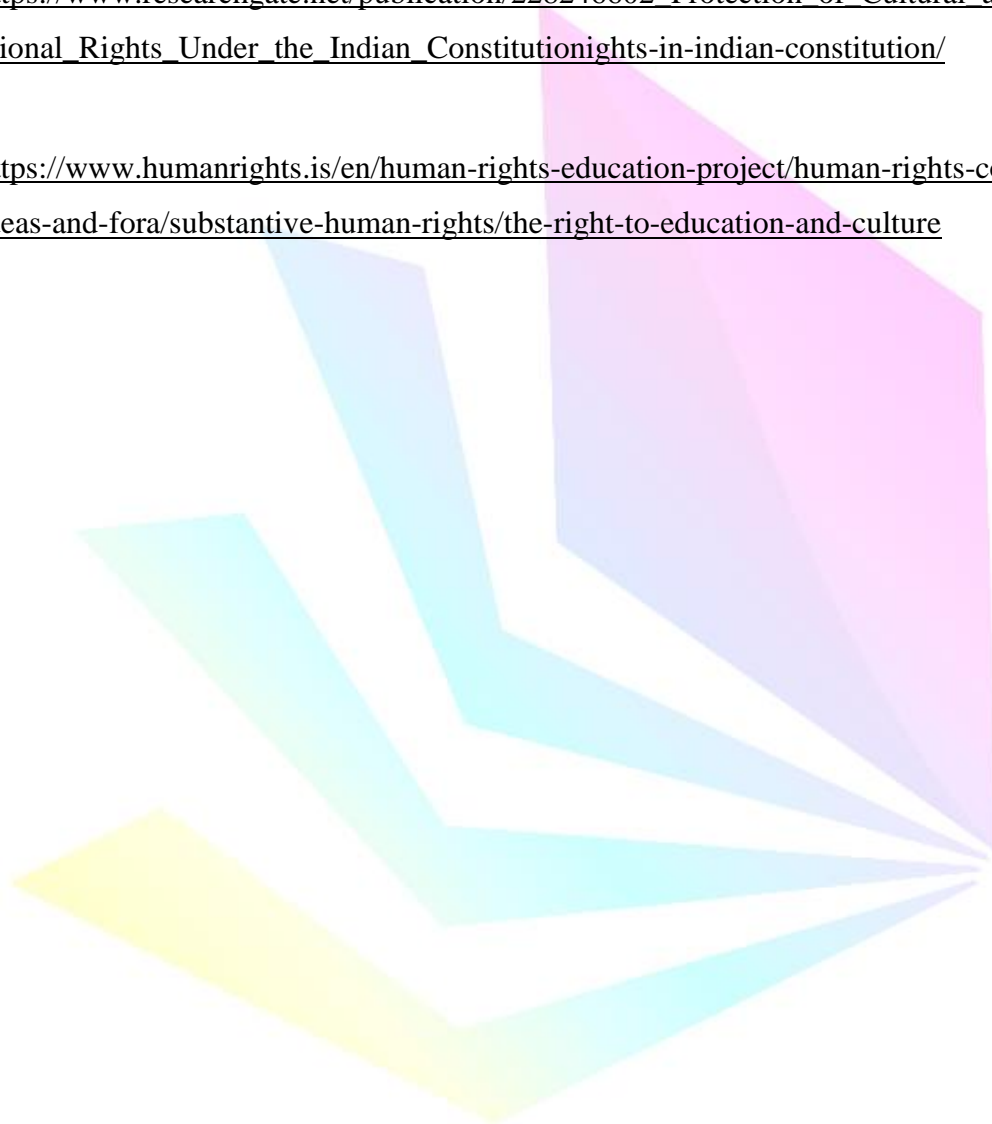 ional_Rights_Under_the_Indian_Constitutionights-in-indian-constitution/
tps://www.humanrights.is/en/human-rights-education-project/human-rights-c
eas-and-fora/substantive-human-rights/the-right-to-education-and-culture